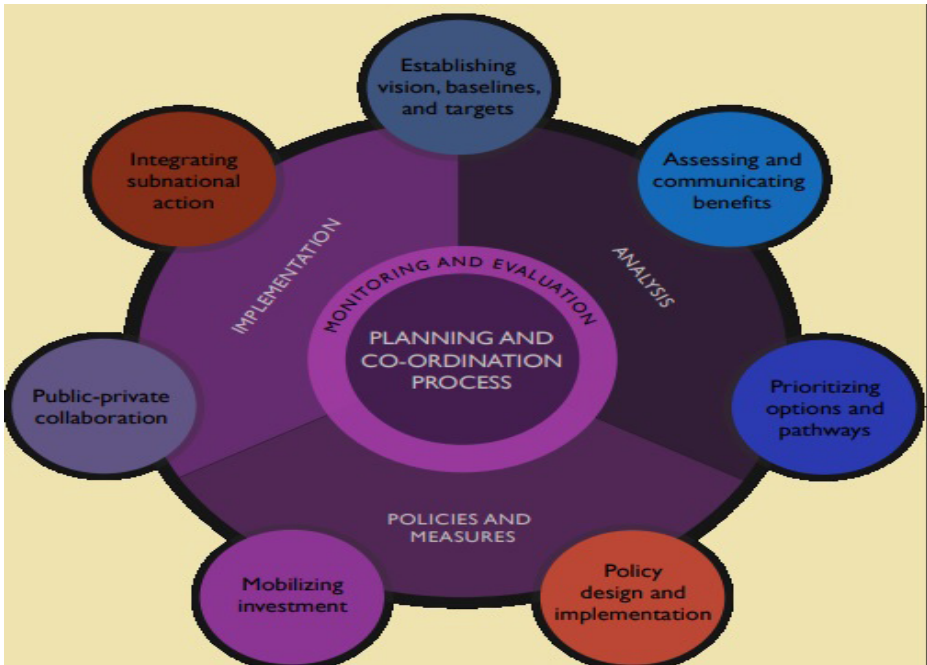 Establishing
vision, baselines,
and targets
Assessing and
communicating
benefits
Prioritizing
options and
pathways
Policy
design and
implementation
Mobilizing
investment
Public-private
collaboration
Integrating
subnational
action
IMPLEMENTATION
ANALYSIS
POLICIES AND
MEASURES
MONITORING AND EVALUATION
PLANNING AND
CO-ORDINATION
PROCESS